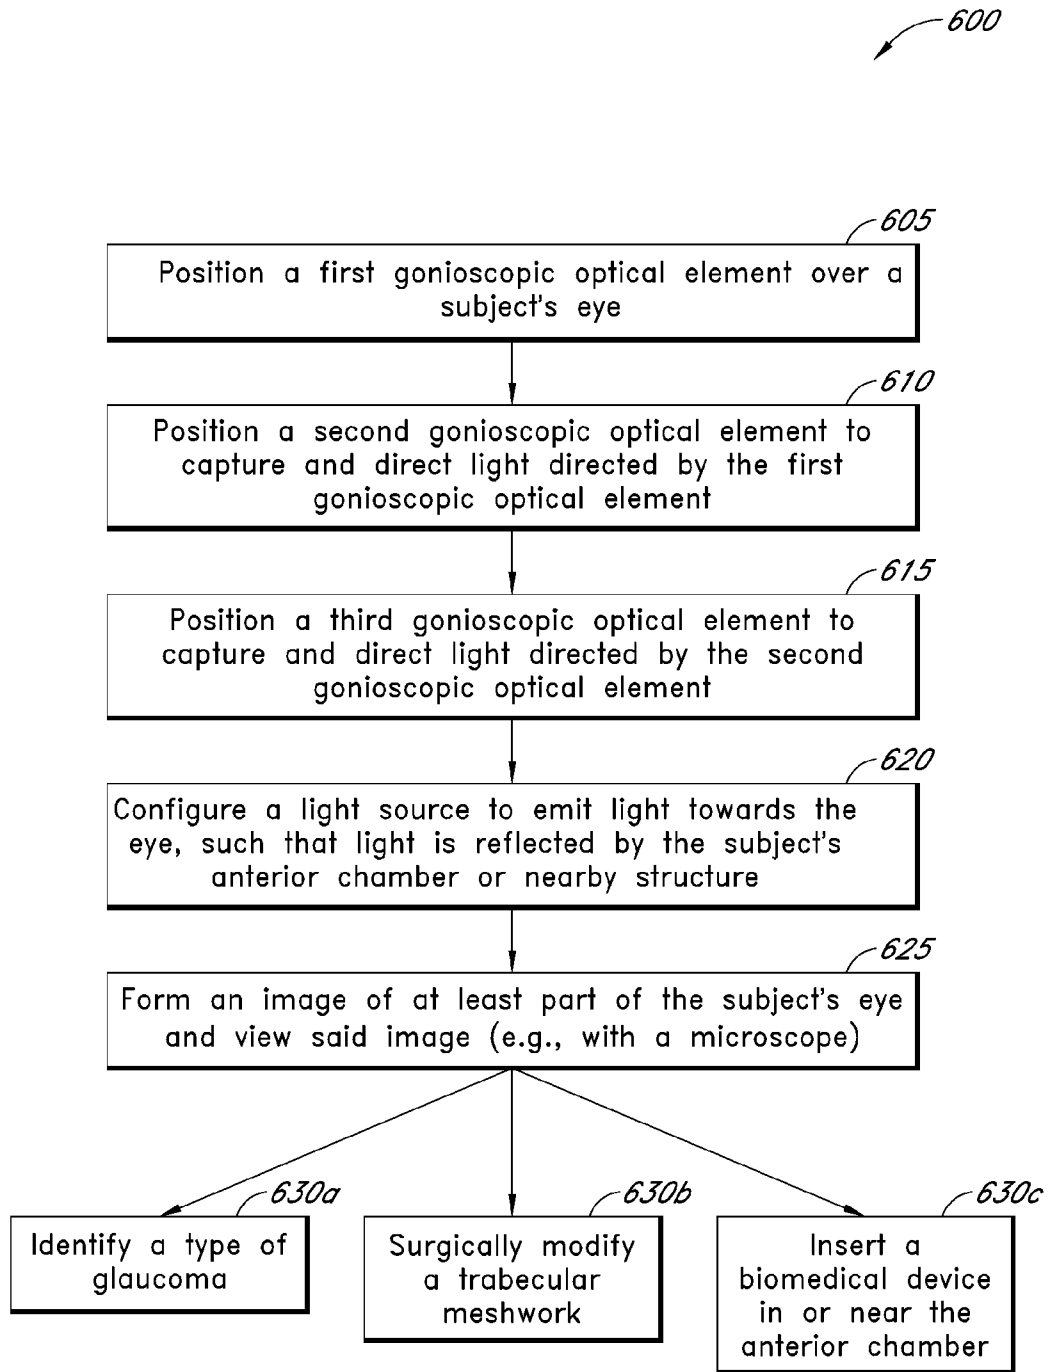 600
605
Position a first gonioscopic optical element over a
subject's eye
610
Position a second gonioscopic optical element to
capture and direct light directed by the first
gonioscopic optical element
615
Position a third gonioscopic optical element to
capture and direct light directed by the second
gonioscopic optical element
620
Configure a light source to emit light towards the
eye, such that light is reflected by the subject's
anterior chamber or nearby structure
625
Form an image of at least part of the subject's eye
and view said image (e.g., with a microscope)
630a
Identify a type of
glaucoma
630b
Surgically modify
a trabecular
meshwork
630c
Insert a
biomedical device
in or near the
anterior chamber